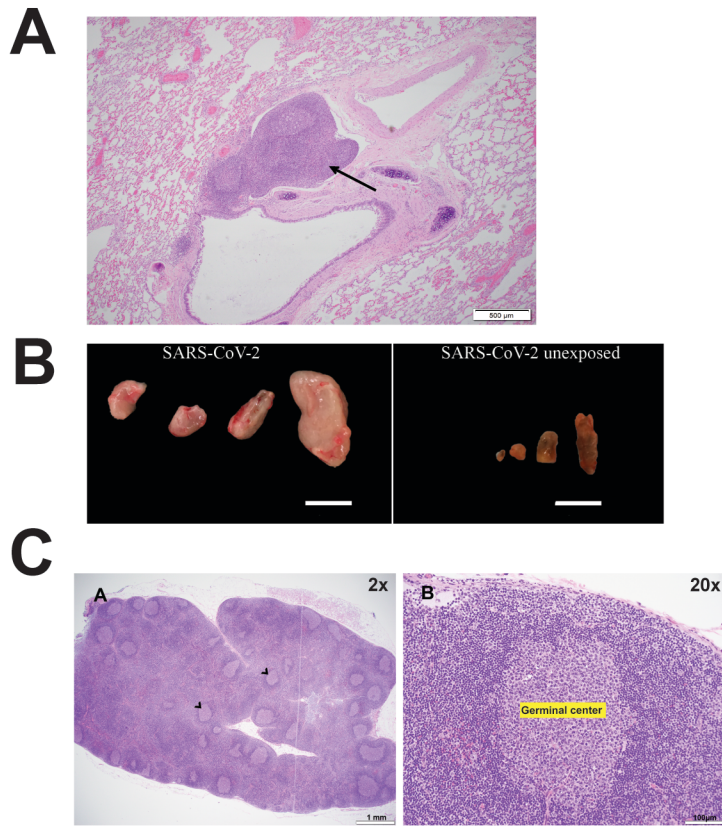 A
500 µm
B
SARS-CoV-2
SARS-CoV-2 unexposed
C
A
2x
1 mm
B
20x
Germinal center
100µm